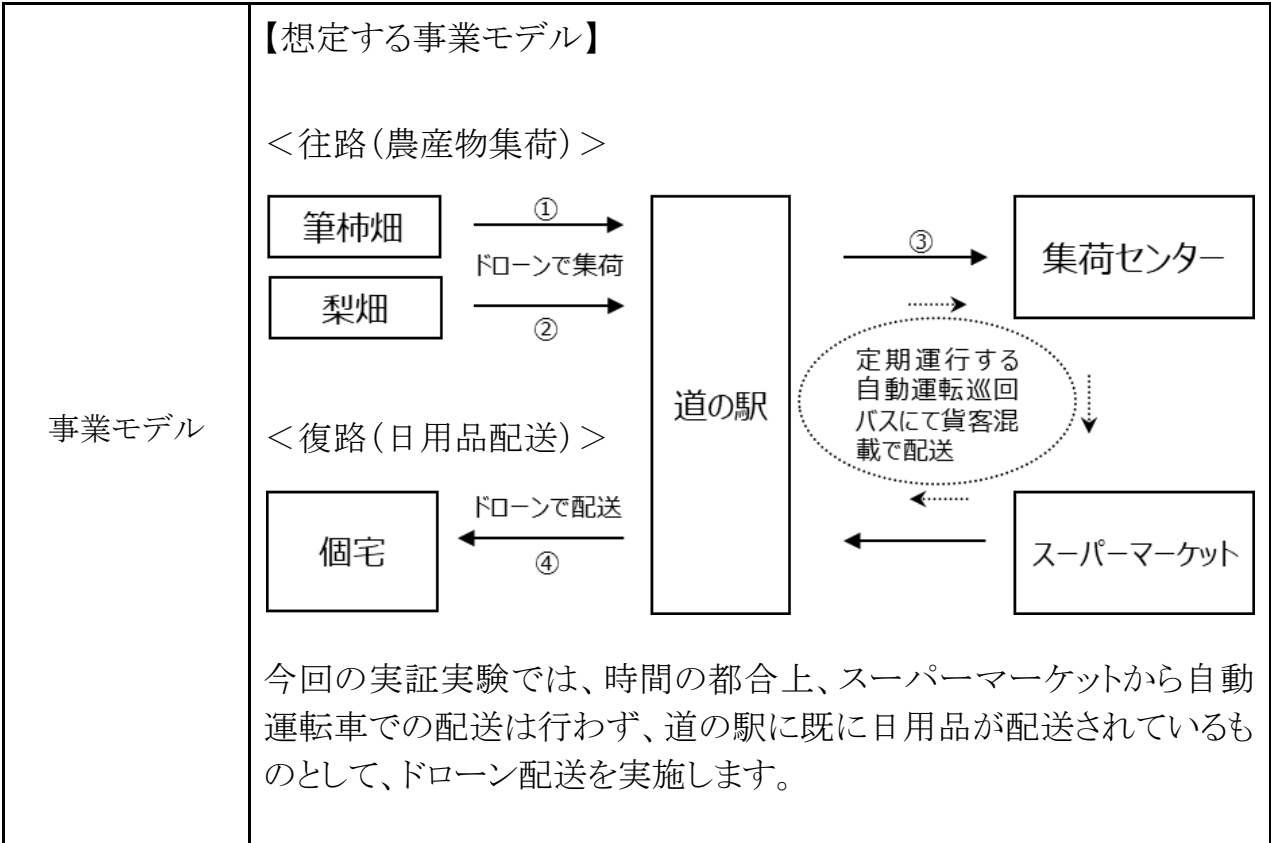 事業モデル
【想定する事業モデル】
＜往路（農産物集荷）＞
筆柿畑
①
ドローンで集荷
梨畑
②
道の駅
③
集荷センター
定期運行する
自動運転巡回
バスにて貨客混
載で配送
＜復路（日用品配送）＞
個宅
ドローンで配送
④
スーパーマーケット
今回の実証実験では、時間の都合上、スーパーマーケットから自動
運転車での配送は行わず、道の駅に既に日用品が配送されているも
のとして、ドローン配送を実施します。